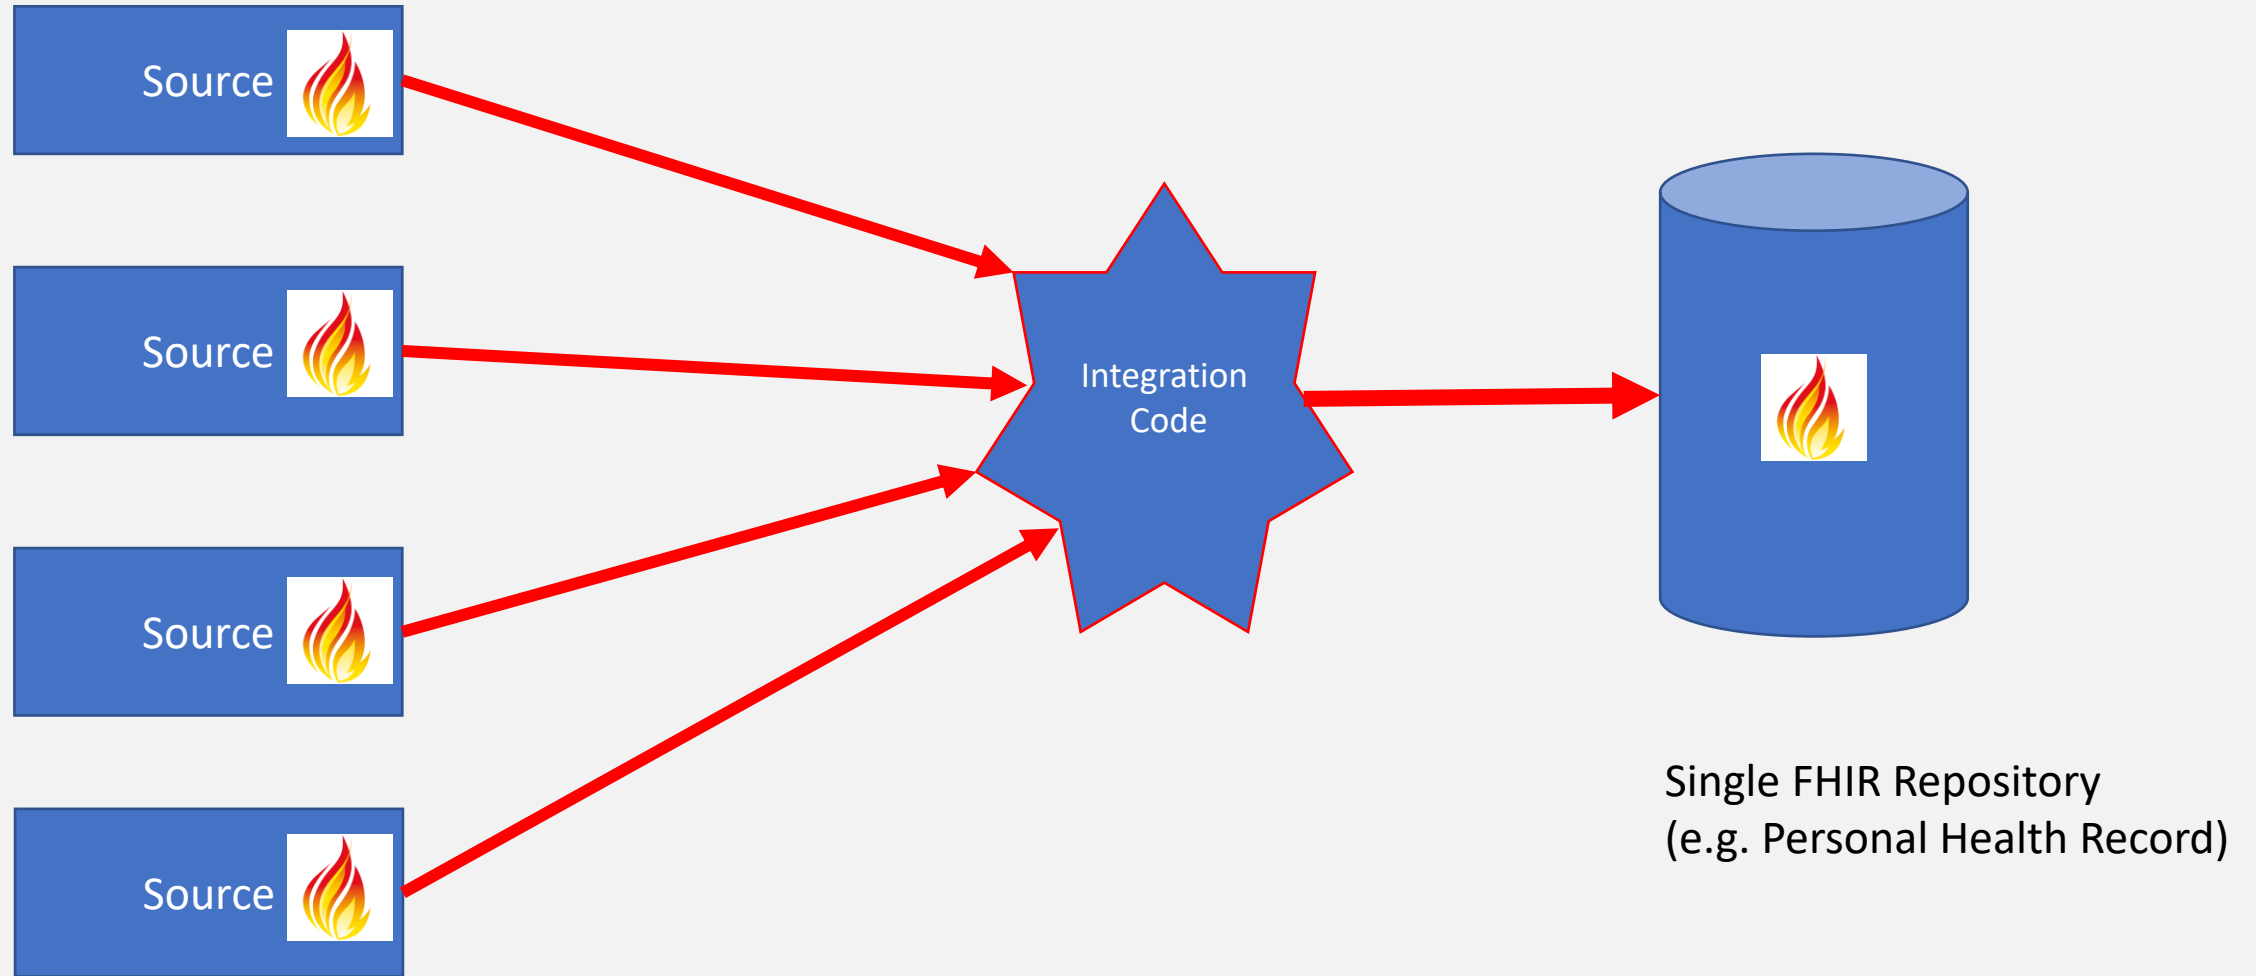 Source
Source
Source
Source
Integration
Code
Single FHIR Repository
(e.g. Personal Health Record)